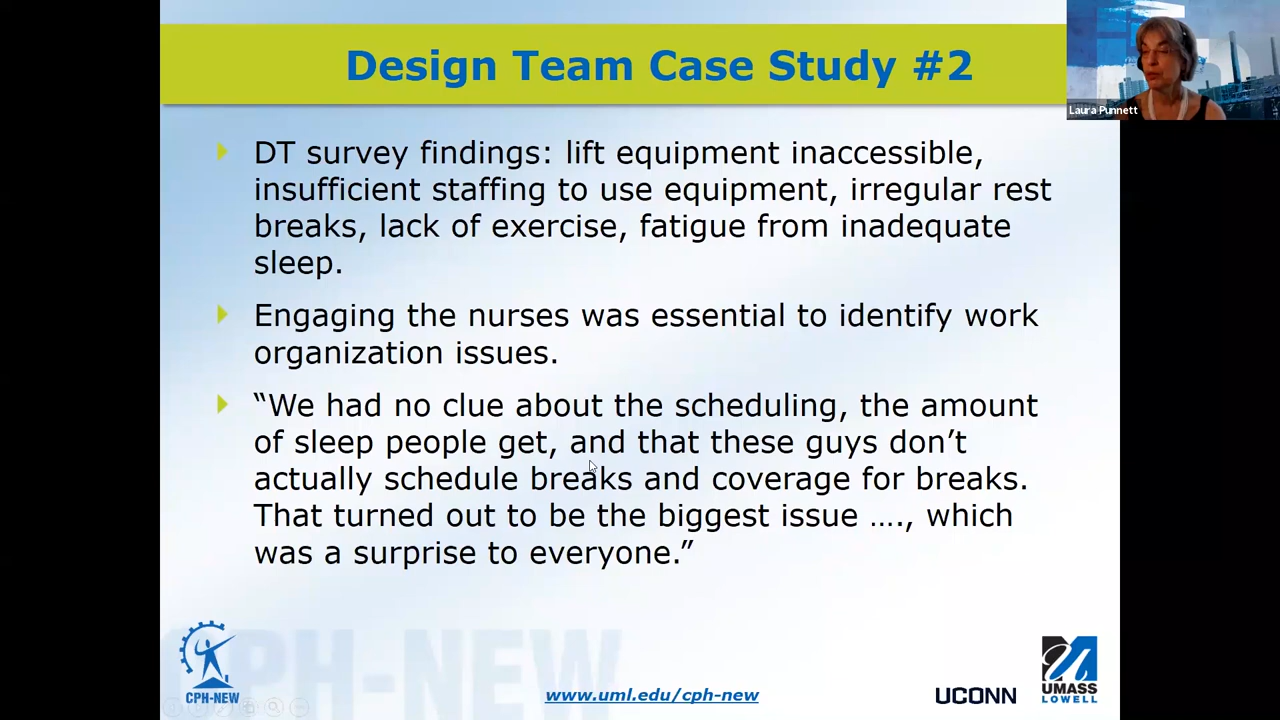 Design Team Case Study #2
Laura Punnett
DT survey findings: lift equipment inaccessible,
insufficient staffing to use equipment, irregular rest
breaks, lack of exercise, fatigue from inadequate
sleep.
Engaging the nurses was essential to identify work
organization issues.
“We had no clue about the scheduling, the amount
of sleep people get, and that these guys don’t
actually schedule breaks and coverage for breaks.
That turned out to be the biggest issue …., which
was a surprise to everyone.”
CPH-NEW
CPH-NEW
www.uml.edu/cph-new
UCONN
UMASS
LOWELL